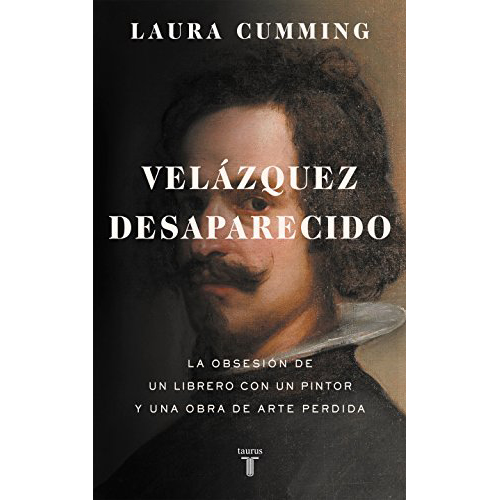 LAURA CUMMING
VELÁZQUEZ
DESAPARECIDO
LA OBSESIÓN DE
UN LIBRERO CON UN PINTOR
Y UNA OBRA DE ARTE PERDIDA
taurus